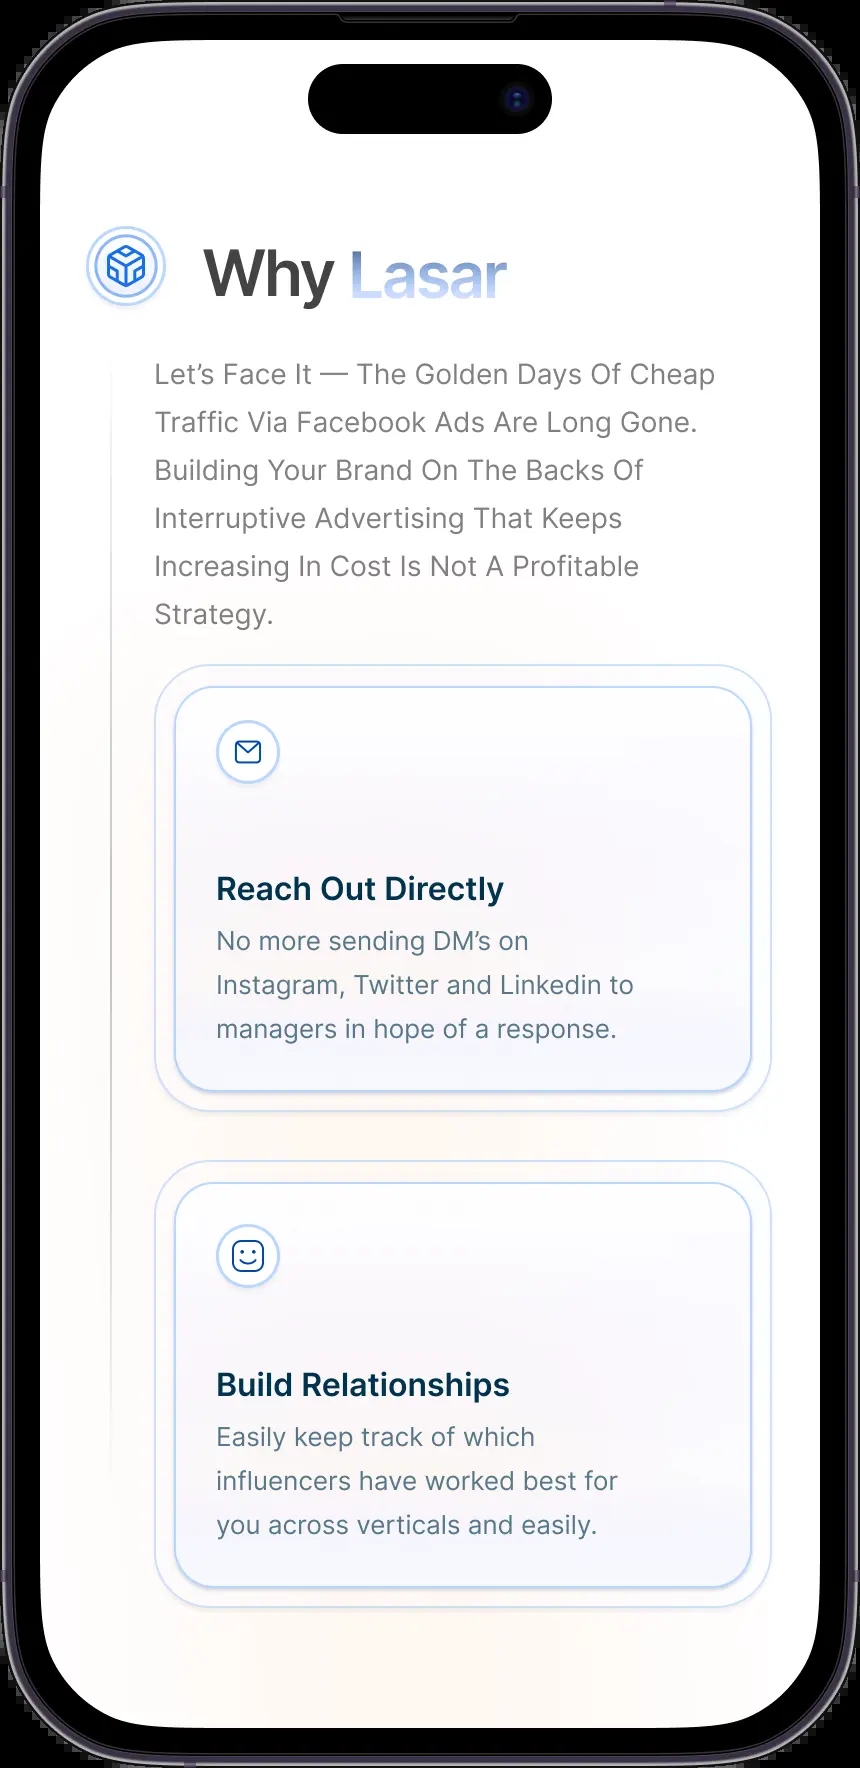 Why Lasar
Let’s Face It — The Golden Days Of Cheap
Traffic Via Facebook Ads Are Long Gone.
Building Your Brand On The Backs Of
Interruptive Advertising That Keeps
Increasing In Cost Is Not A Profitable
Strategy.
Reach Out Directly
No more sending DM’s on
Instagram, Twitter and Linkedin to
managers in hope of a response.
Build Relationships
Easily keep track of which
influencers have worked best for
you across verticals and easily.